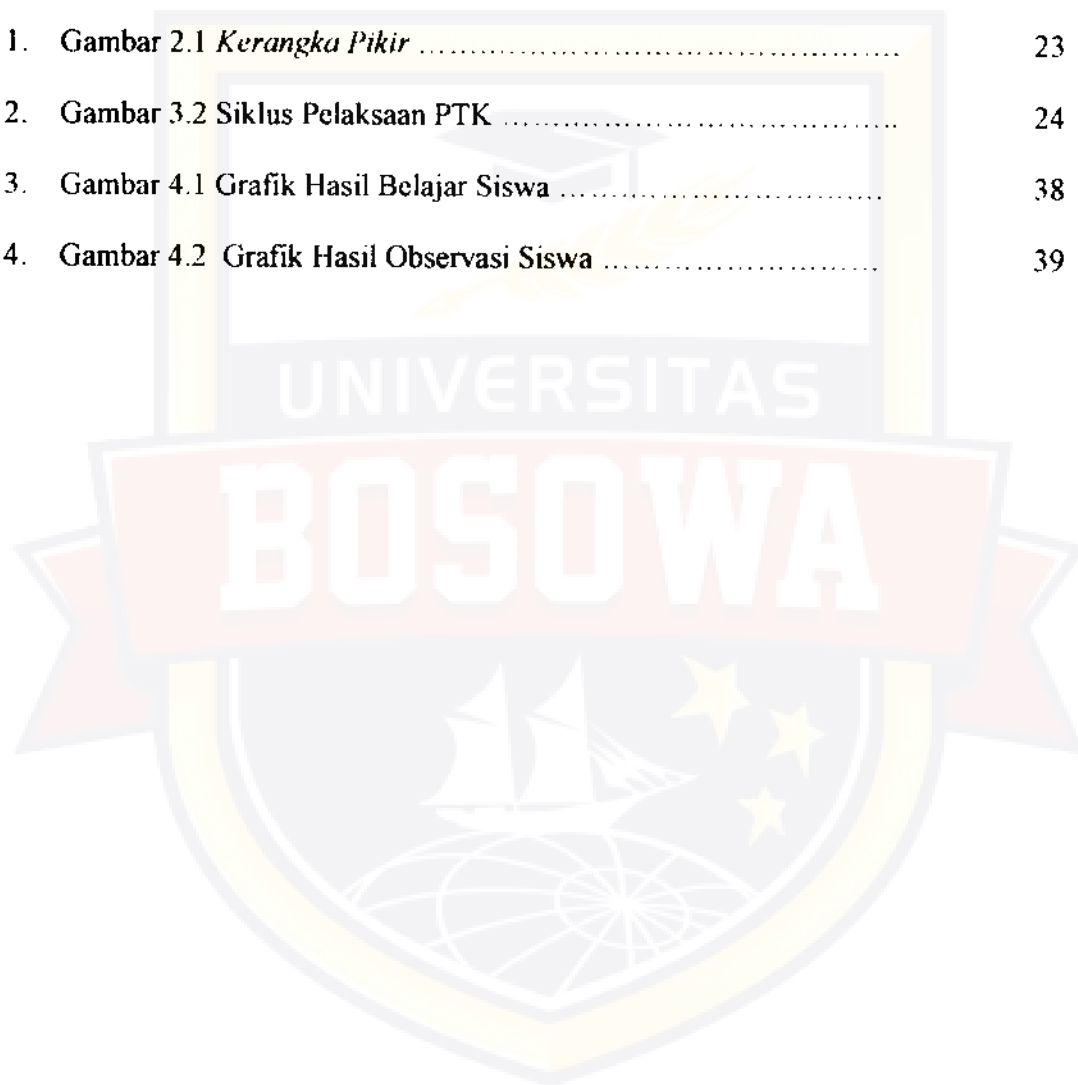 1. Gambar 2.1 Kerangka Pikir ........................................................ 23
2. Gambar 3.2 Siklus Pelaksaan PTK ............................................. 24
3. Gambar 4.1 Grafik Hasil Belajar Siswa ..................................... 38
4. Gambar 4.2 Grafik Hasil Observasi Siswa ............................... 39
UNIVERSITAS
BOSOWA